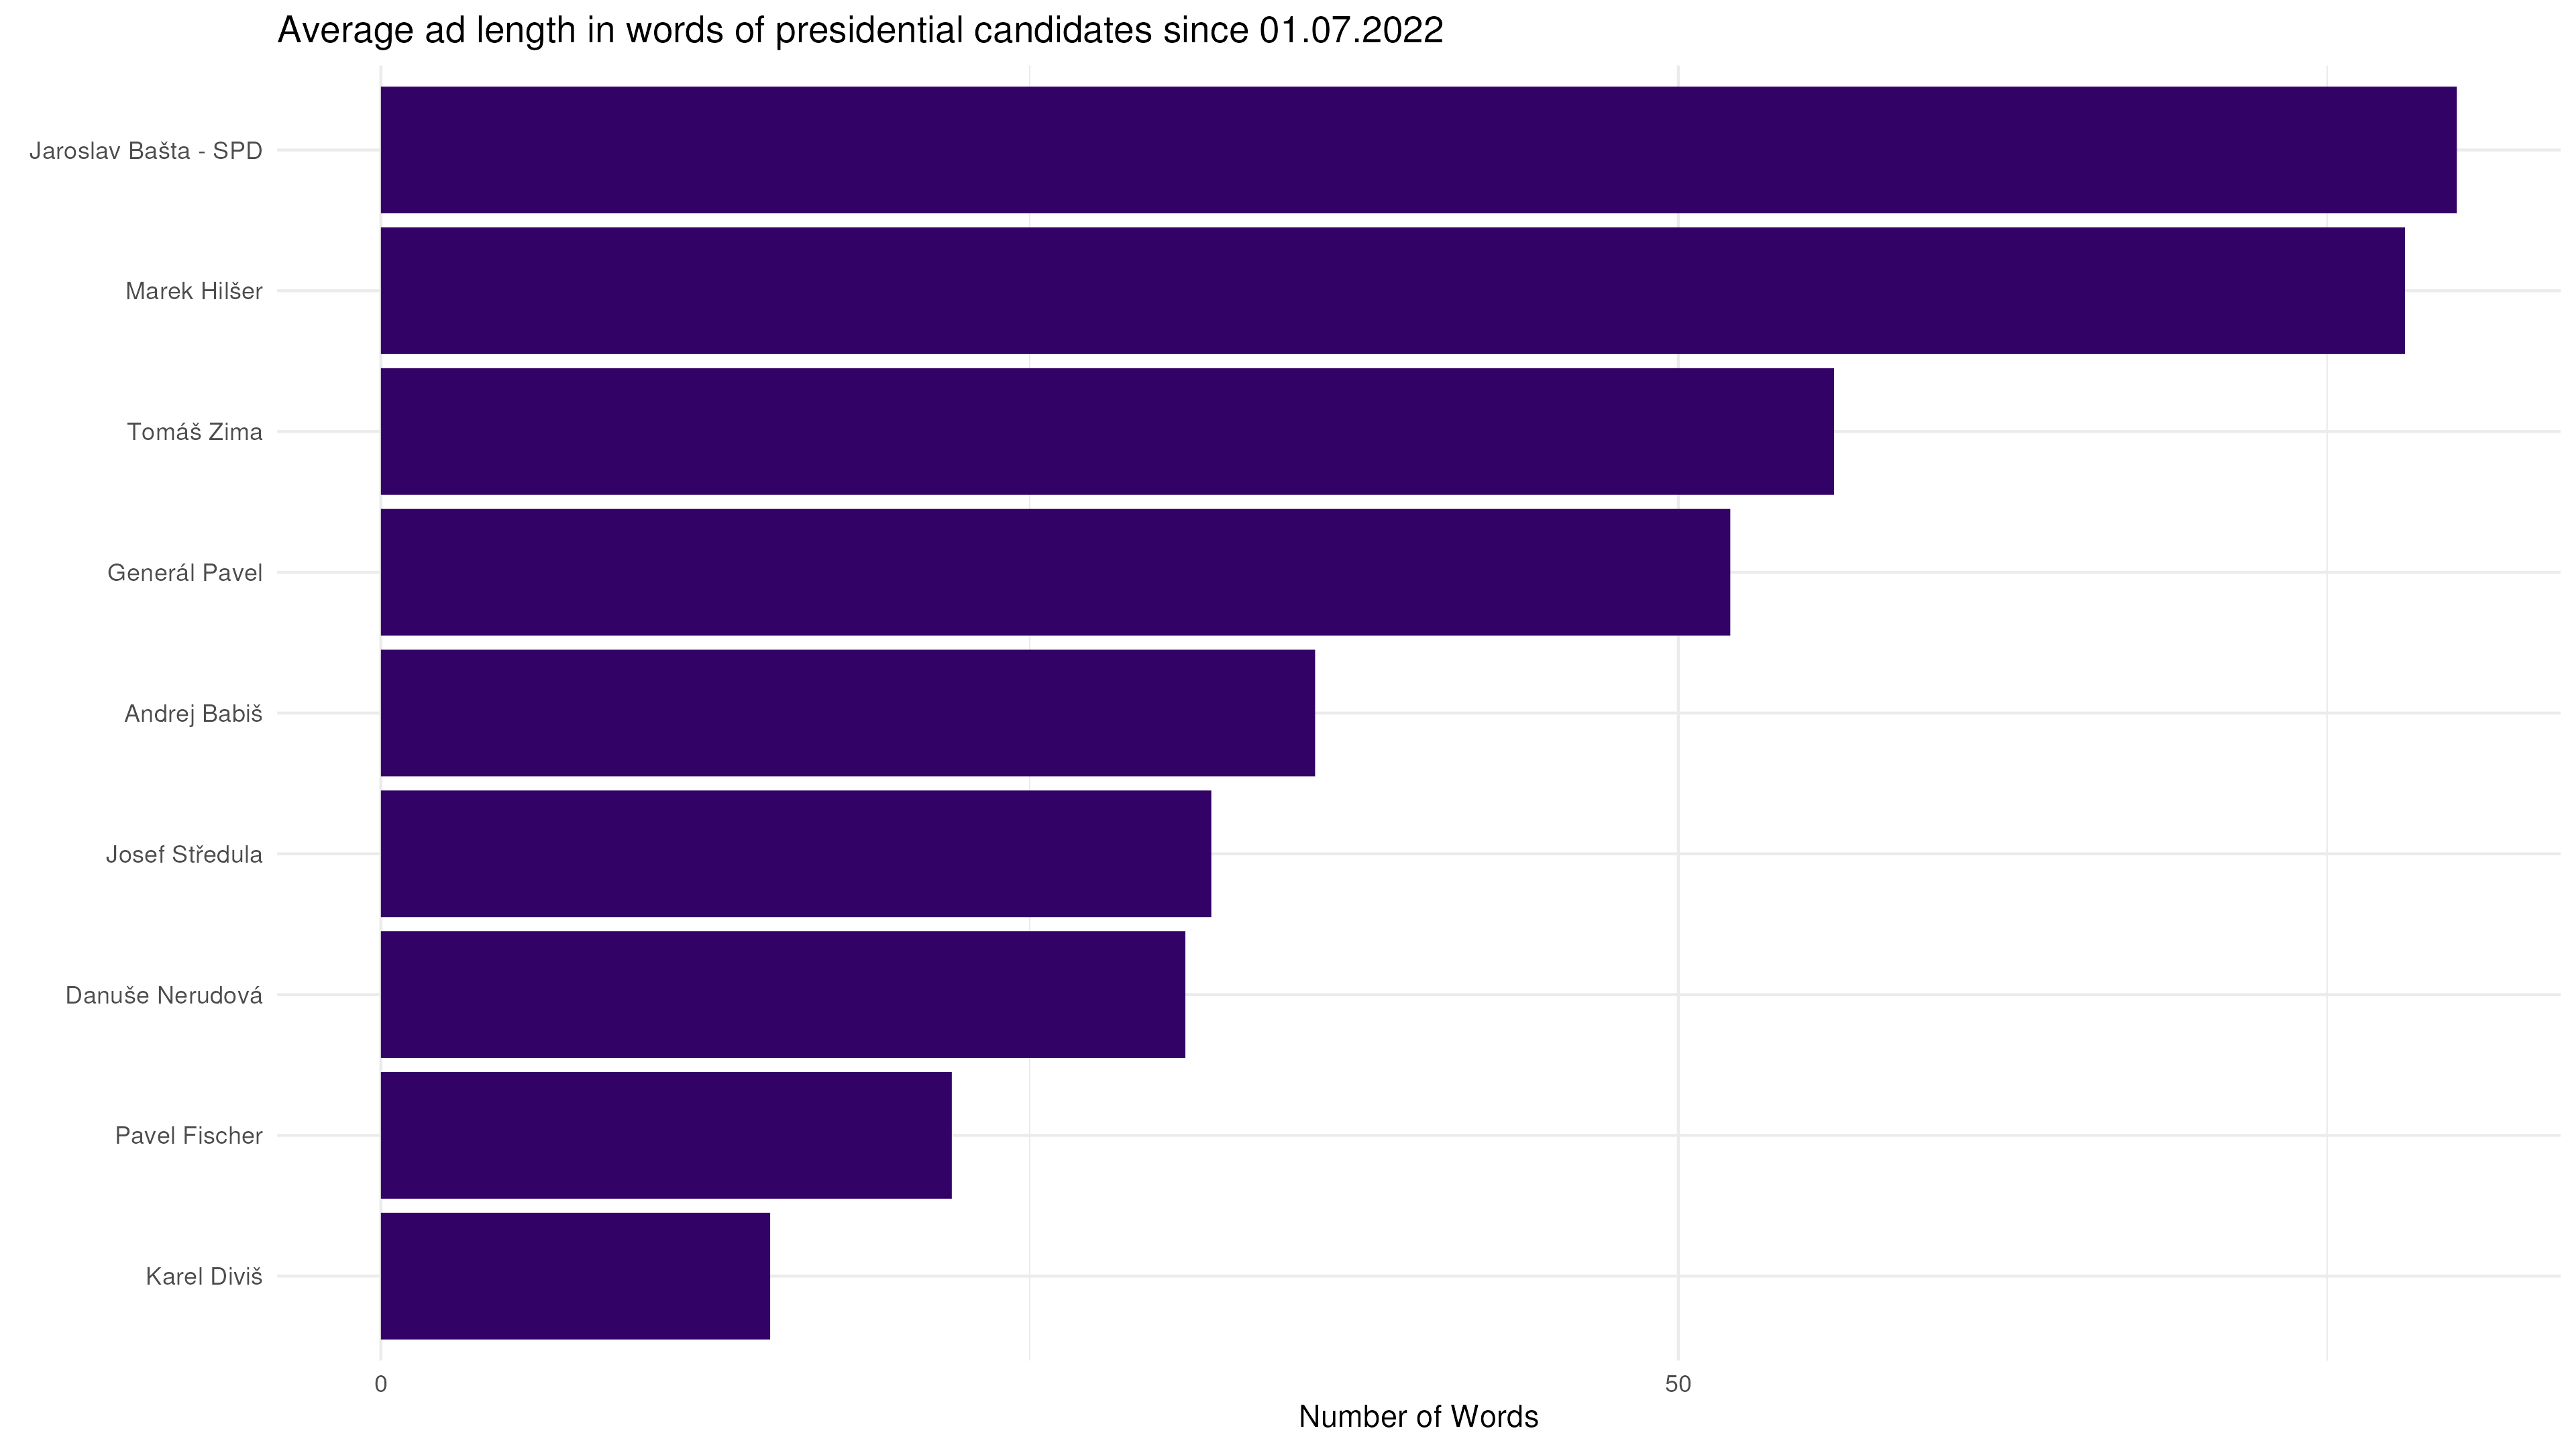 Average ad length in words of presidential candidates since 01.07.2022
Jaroslav Bašta - SPD
Marek Hilšer
Tomáš Zima
Generál Pavel
Andrej Babiš
Josef Středula
Danuše Nerudová
Pavel Fischer
Karel Diviš
0
50
Number of Words